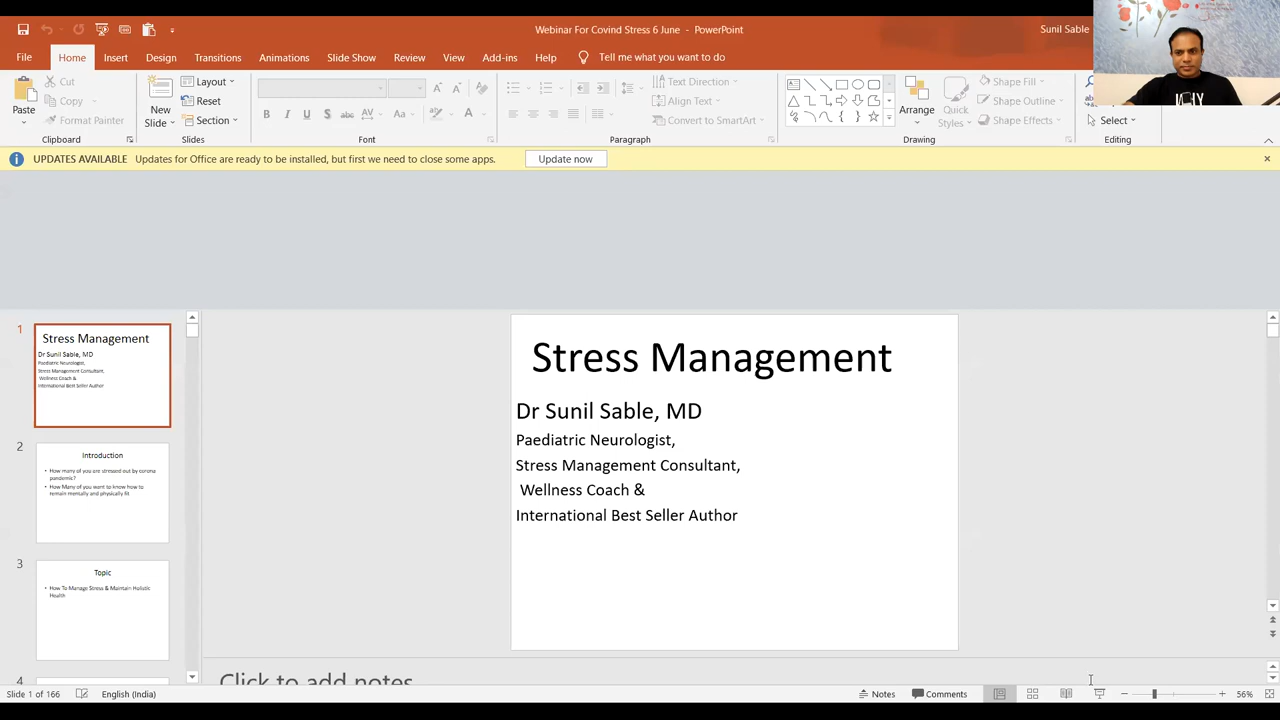 Webinar For Covind Stress 6 June - PowerPoint
Sunil Sable
File Home Insert Design Transitions Animations Slide Show Review View Add-ins Help Tell me what you want to do
Paste
Cut
Copy
Format Painter
Clipboard
New Slide
Layout
Reset
Section
Slides
Font
Text Direction
Align Text
Convert to SmartArt
Paragraph
Arrange
Quick Styles
Shape Fill
Shape Outline
Shape Effects
Drawing
Select
Editing
UPDATES AVAILABLE Updates for Office are ready to be installed, but first we need to close some apps. Update now
1
Stress Management
Dr Sunil Sable, MD
Paediatric Neurologist,
Stress Management Consultant,
Wellness Coach &
International Best Seller Author
2
Introduction
• How many of you are stressed out by corona
pandemic?
• How Many of you want to know how to
remain mentally and physically fit
3
Topic
• How To Manage Stress & Maintain Holistic
Health
4
Stress Management
Dr Sunil Sable, MD
Paediatric Neurologist,
Stress Management Consultant,
Wellness Coach &
International Best Seller Author
Click to add notes
Slide 1 of 166 English (India) Notes Comments 56%